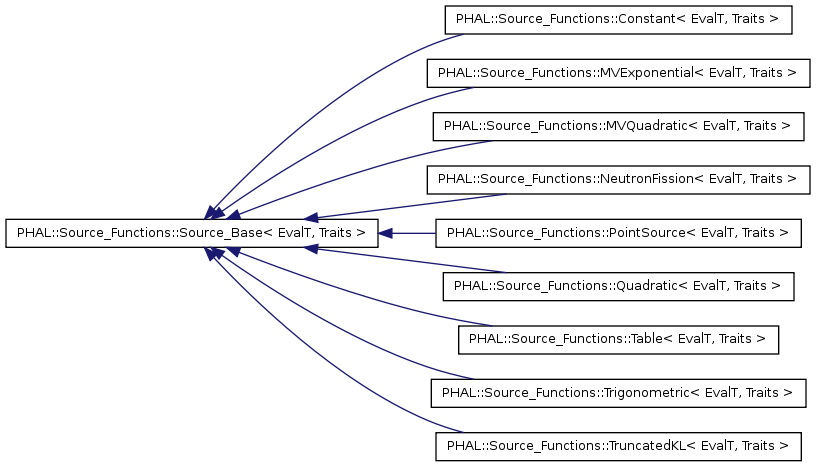 PHAL::Source_Functions::Constant< EvalT, Traits >
PHAL::Source_Functions::MVExponential< EvalT, Traits >
PHAL::Source_Functions::MVQuadratic< EvalT, Traits >
PHAL::Source_Functions::NeutronFission< EvalT, Traits >
PHAL::Source_Functions::Source_Base< EvalT, Traits >
PHAL::Source_Functions::PointSource< EvalT, Traits >
PHAL::Source_Functions::Quadratic< EvalT, Traits >
PHAL::Source_Functions::Table< EvalT, Traits >
PHAL::Source_Functions::Trigonometric< EvalT, Traits >
PHAL::Source_Functions::TruncatedKL< EvalT, Traits >